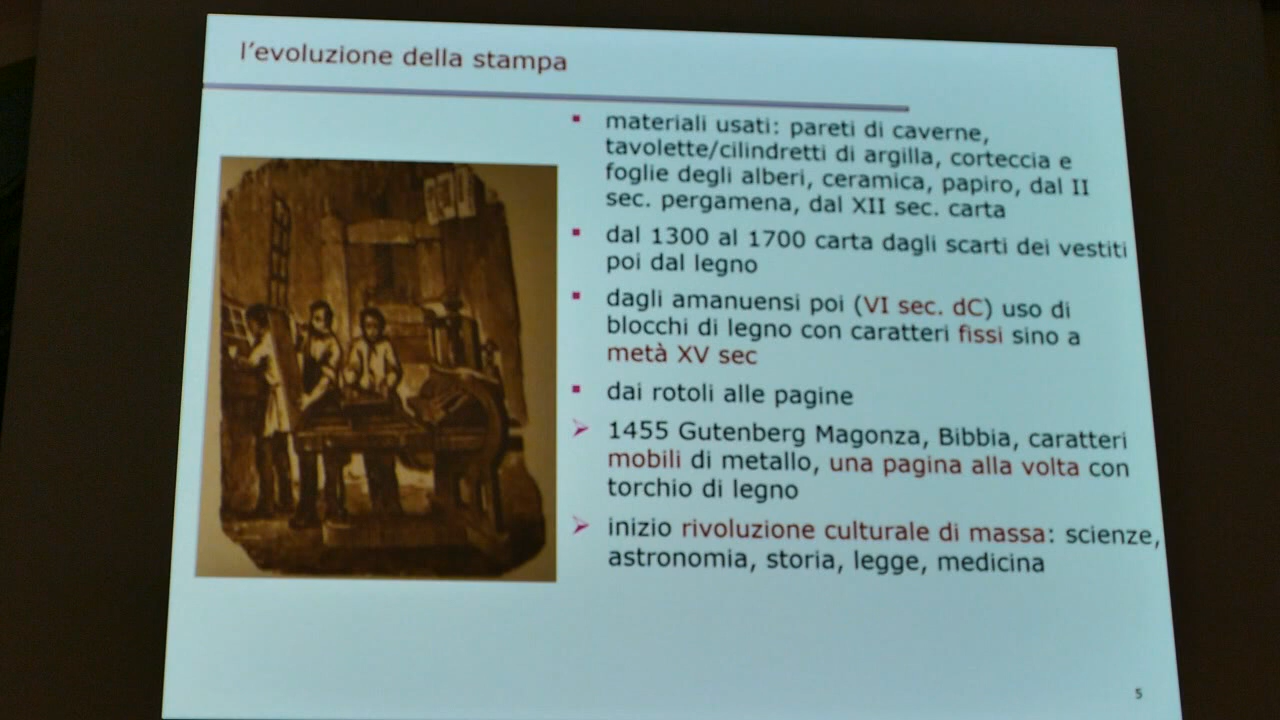 l'evoluzione della stampa
▪ materiali usati: pareti di caverne,
tavolette/cilindretti di argilla, corteccia e
foglie degli alberi, ceramica, papiro, dal II
sec. pergamena, dal XII sec. carta
▪ dal 1300 al 1700 carta dagli scarti dei vestiti
poi dal legno
▪ dagli amanuensi poi (VI sec. dC) uso di
blocchi di legno con caratteri fissi sino a
metà XV sec
▪ dai rotoli alle pagine
➢ 1455 Gutenberg Magonza, Bibbia, caratteri
mobili di metallo, una pagina alla volta con
torchio di legno
➢ inizio rivoluzione culturale di massa: scienze,
astronomia, storia, legge, medicina
5